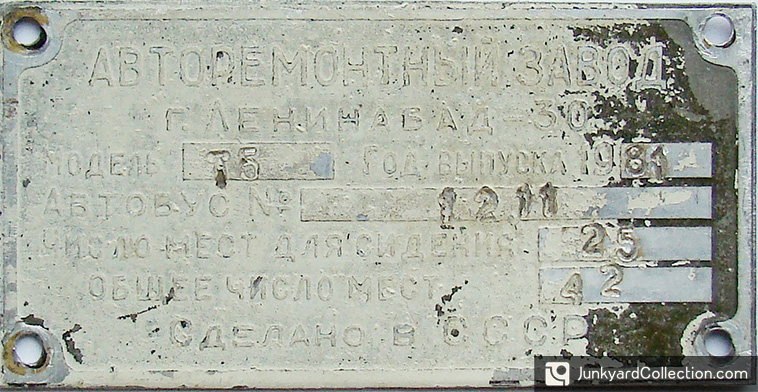 АВТОРЕМОНТНЫЙ ЗАВОД
Г. ЛЕНИНАБАД-30
МОДЕЛЬ Т5 ГОД ВЫПУСКА 1981
АВТОБУС № 1211
ЧИСЛО МЕСТ ДЛЯ СИДЕНИЯ 25
ОБЩЕЕ ЧИСЛО МЕСТ 42
СДЕЛАНО В СССР
JunkyardCollection.com